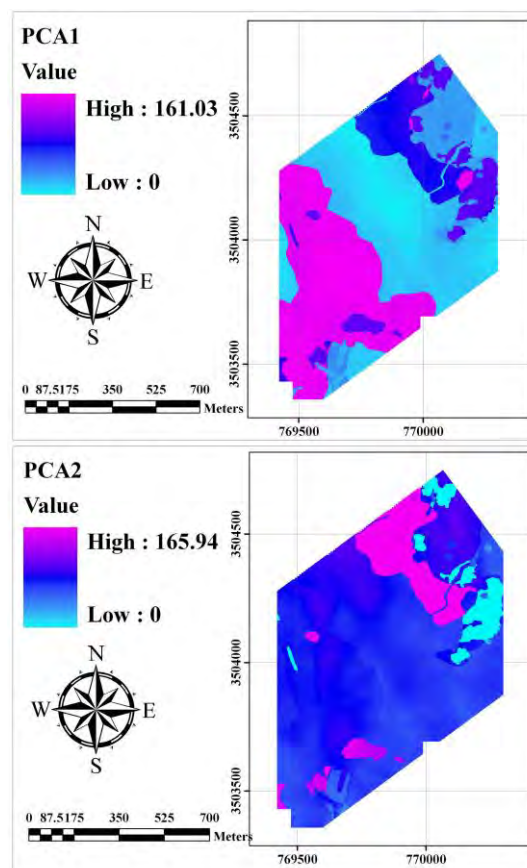 PCA1
Value
High : 161.03
Low : 0
N
W E
S
0 87.5175 350 525 700
Meters
3504500
3504000
3503500
769500 770000
PCA2
Value
High : 165.94
Low : 0
N
W E
S
0 87.5175 350 525 700
Meters
3504500
3504000
3503500
769500 770000